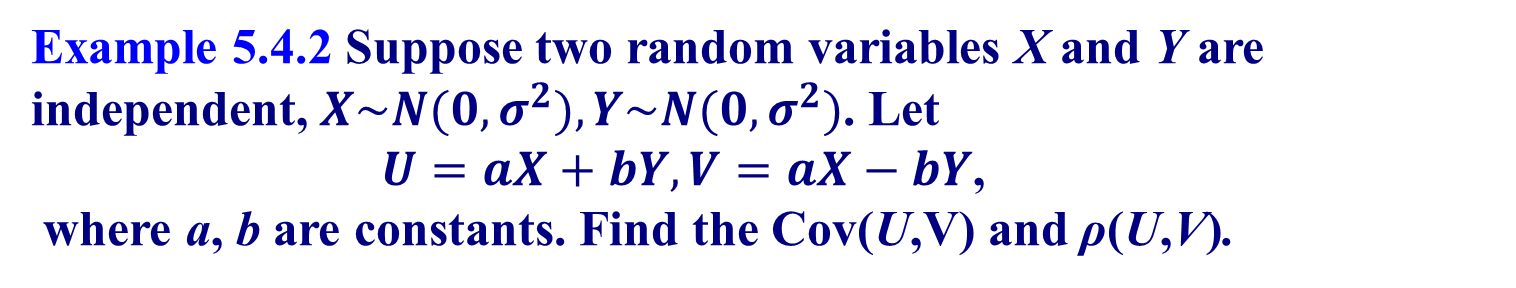 Example 5.4.2 Suppose two random variables X and Y are
independent, X~N(0, σ²), Y~N(0, σ²). Let
U = aX + bY, V = aX − bY,
where a, b are constants. Find the Cov(U,V) and ρ(U,V).